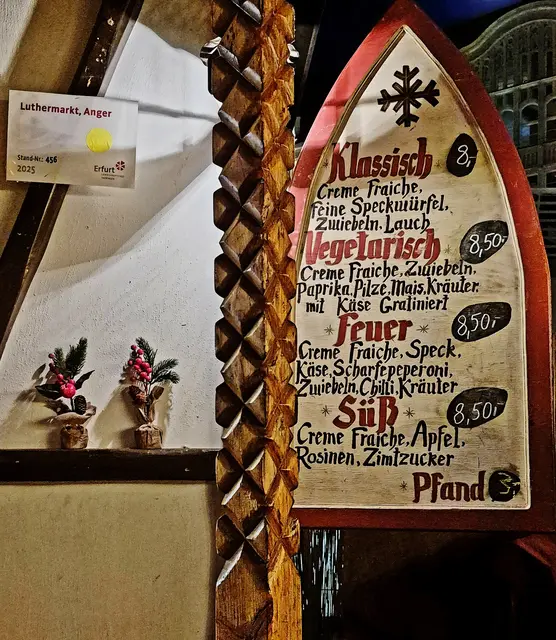 Luthermarkt, Anger
Stand-Nr.: 456
2025
Erfurt
Klassisch 8,-
Creme Fraiche,
feine Speckwürfel,
Zwiebeln, Lauch
Vegetarisch 8,50,-
Creme Fraiche, Zwiebeln,
Paprika, Pilze, Mais, Kräuter
mit Käse Gratiniert
Feuer 8,50,-
Creme Fraiche, Speck,
Käse, Scharfepeperoni,
Zwiebeln, Chilli, Kräuter
Süß 8,50,-
Creme Fraiche, Apfel,
Rosinen, Zimtzucker
Pfand 3,-